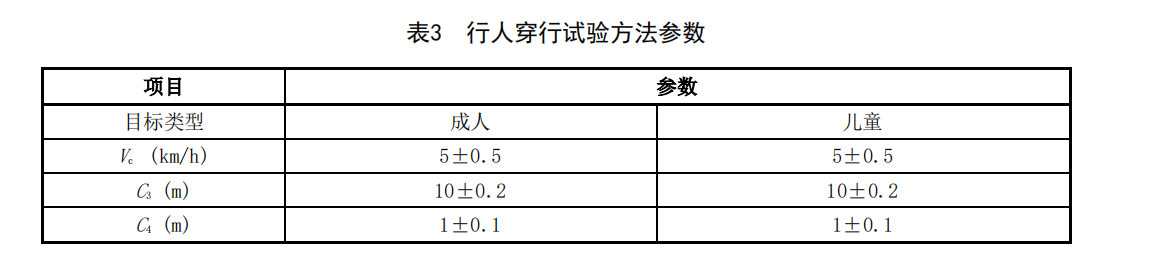 表3 行人穿行试验方法参数
项目 参数
目标类型 成人 儿童
Vc (km/h) 5±0.5 5±0.5
C3 (m) 10±0.2 10±0.2
C4 (m) 1±0.1 1±0.1